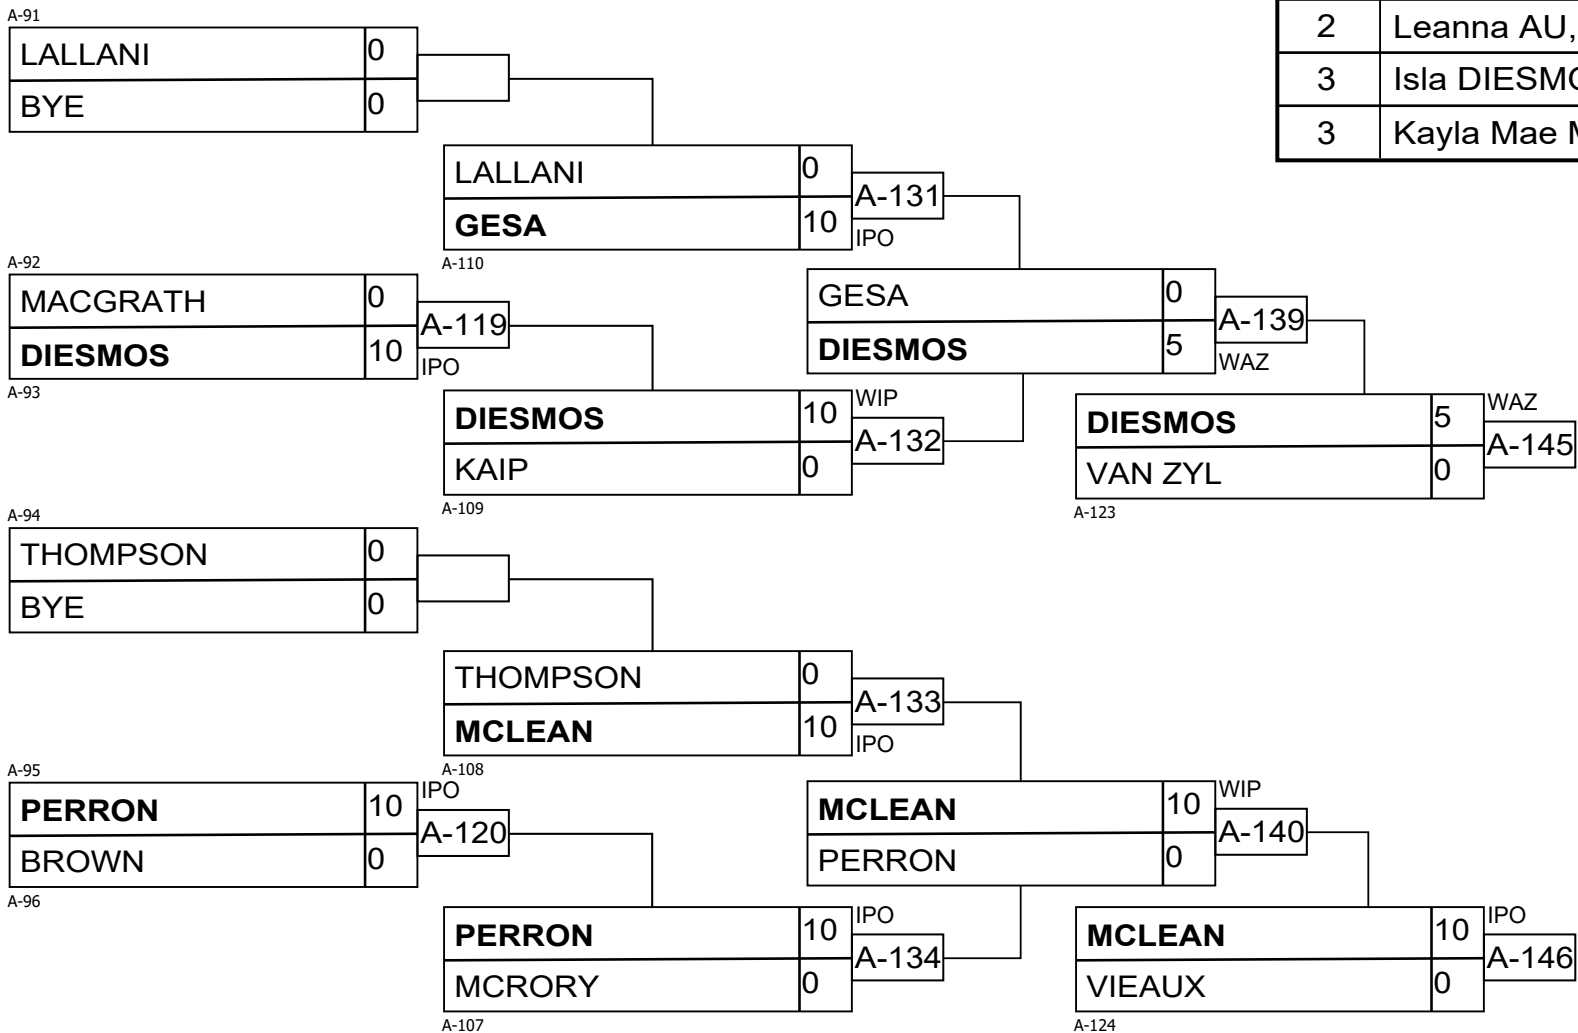 A-91
LALLANI 0
BYE 0
2 Leanna AU,
3 Isla DIESMO
3 Kayla Mae M
LALLANI 0
GESA 10
A-131
IPO
A-110
A-92
MACGRATH 0
DIESMOS 10
A-119
IPO
A-93
GESA 0
DIESMOS 5
A-139
WAZ
DIESMOS 10
KAIP 0
WIP
A-132
A-109
DIESMOS 5
VAN ZYL 0
WAZ
A-145
A-123
A-94
THOMPSON 0
BYE 0
THOMPSON 0
MCLEAN 10
A-133
IPO
A-108
A-95
PERRON 10
BROWN 0
IPO
A-120
A-96
MCLEAN 10
PERRON 0
WIP
A-140
PERRON 10
MCRORY 0
IPO
A-134
A-107
MCLEAN 10
VIEAUX 0
IPO
A-146
A-124